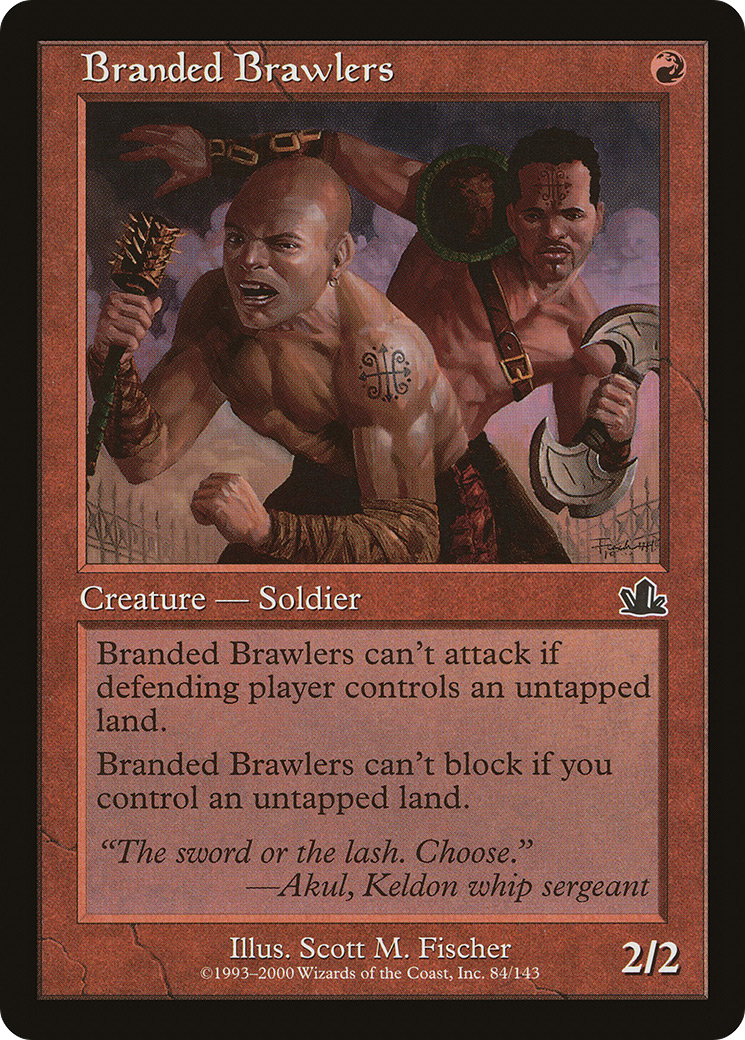 Branded Brawlers
Creature — Soldier
Branded Brawlers can't attack if
defending player controls an untapped
land.
Branded Brawlers can't block if you
control an untapped land.
“The sword or the lash. Choose.”
—Akul, Keldon whip sergeant
Illus. Scott M. Fischer
©1993–2000 Wizards of the Coast, Inc. 84/143
2/2